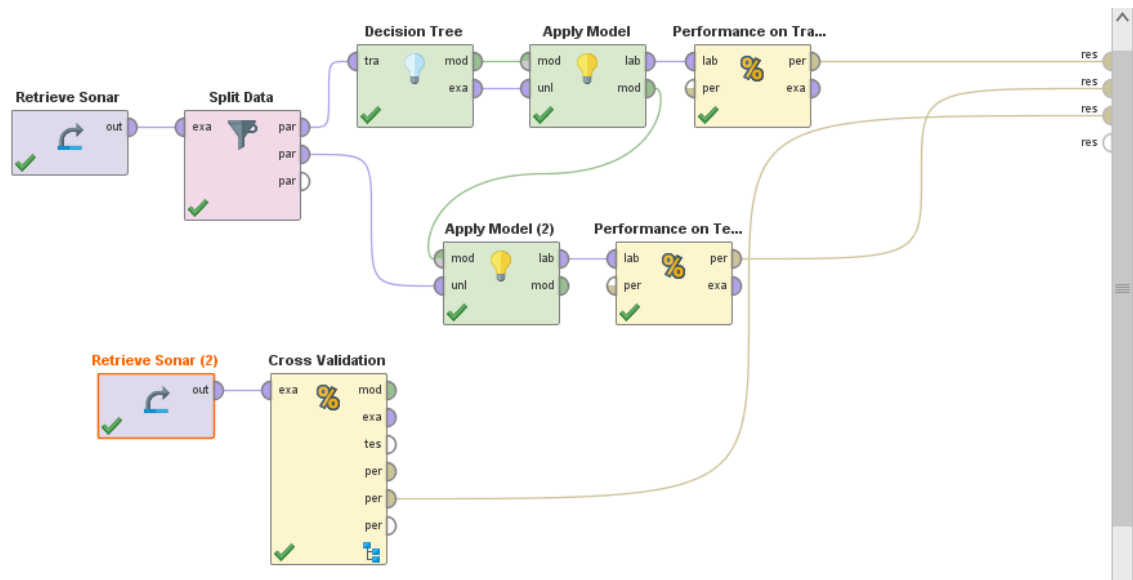 Decision Tree Apply Model Performance on Tra...
tra mod mod lab lab per res
exa unl mod per exa res
Retrieve Sonar Split Data
out exa par res
par res
par
Apply Model (2) Performance on Te...
mod lab lab per
unl mod per exa
Retrieve Sonar (2) Cross Validation
out exa mod
exa
tes
per
per
per